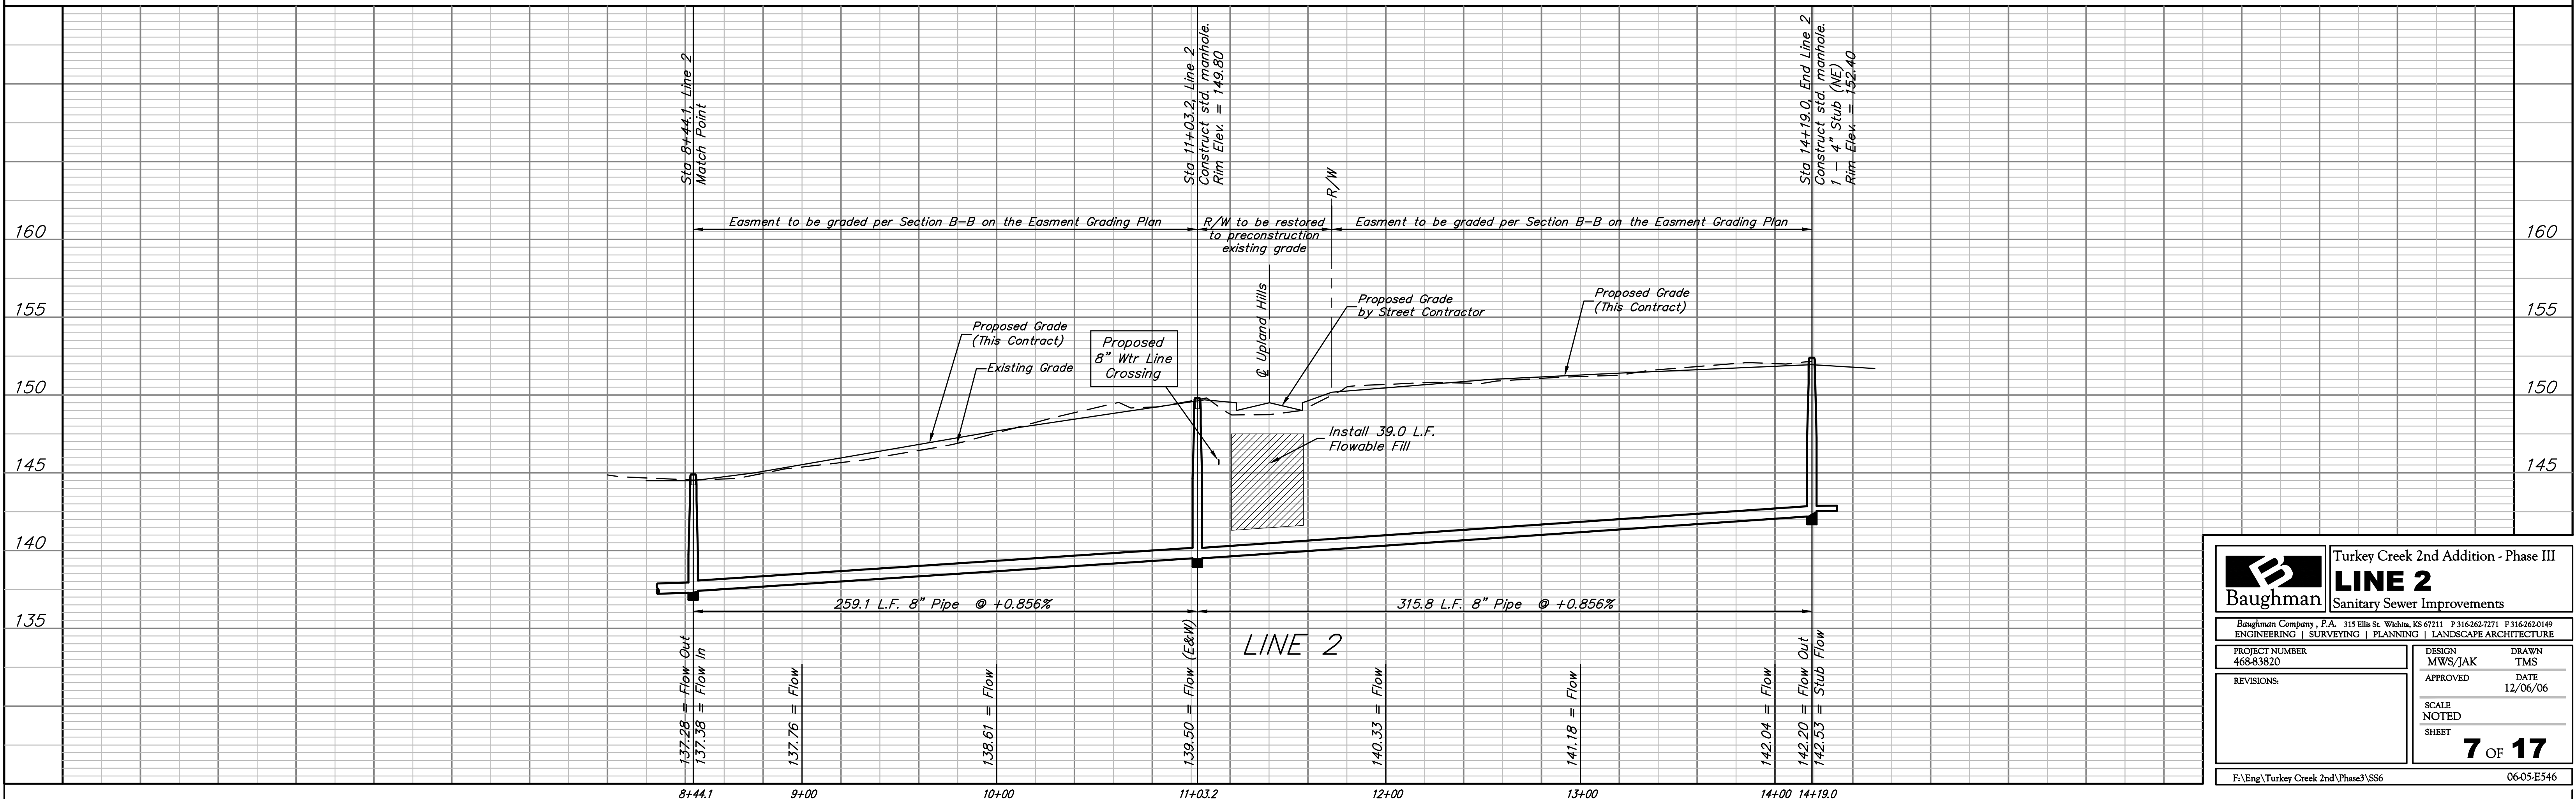 Sta 8+44.1, Line 2
Match Point
Sta 11+03.2, Line 2
Construct std. manhole.
Rim Elev. = 149.80
Sta 14+19.0, End Line 2
Construct std. manhole.
1 - 4" Stub (NE)
Rim Elev. = 152.40
R/W
160
155
150
145
140
135
160
155
150
145
Easment to be graded per Section B-B on the Easment Grading Plan
R/W to be restored
to preconstruction
existing grade
Easment to be graded per Section B-B on the Easment Grading Plan
Proposed Grade
(This Contract)
Existing Grade
Proposed
8" Wtr Line
Crossing
℄ Upland Hills
Proposed Grade
by Street Contractor
Proposed Grade
(This Contract)
Install 39.0 L.F.
Flowable Fill
259.1 L.F. 8" Pipe @ +0.856%
315.8 L.F. 8" Pipe @ +0.856%
LINE 2
137.28 = Flow Out
137.38 = Flow In
137.76 = Flow
138.61 = Flow
139.50 = Flow (E&W)
140.33 = Flow
141.18 = Flow
142.04 = Flow
142.20 = Flow Out
142.53 = Stub Flow
8+44.1
9+00
10+00
11+03.2
12+00
13+00
14+00
14+19.0
Baughman
Turkey Creek 2nd Addition - Phase III
LINE 2
Sanitary Sewer Improvements
Baughman Company, P.A. 315 Ellis St. Wichita, KS 67211 P 316-262-7271 F 316-262-0149
ENGINEERING | SURVEYING | PLANNING | LANDSCAPE ARCHITECTURE
PROJECT NUMBER
468-83820
REVISIONS:
DESIGN
MWS/JAK
DRAWN
TMS
APPROVED
DATE
12/06/06
SCALE
NOTED
SHEET
7 OF 17
F:\Eng\Turkey Creek 2nd\Phase3\SS6
06-05-E546